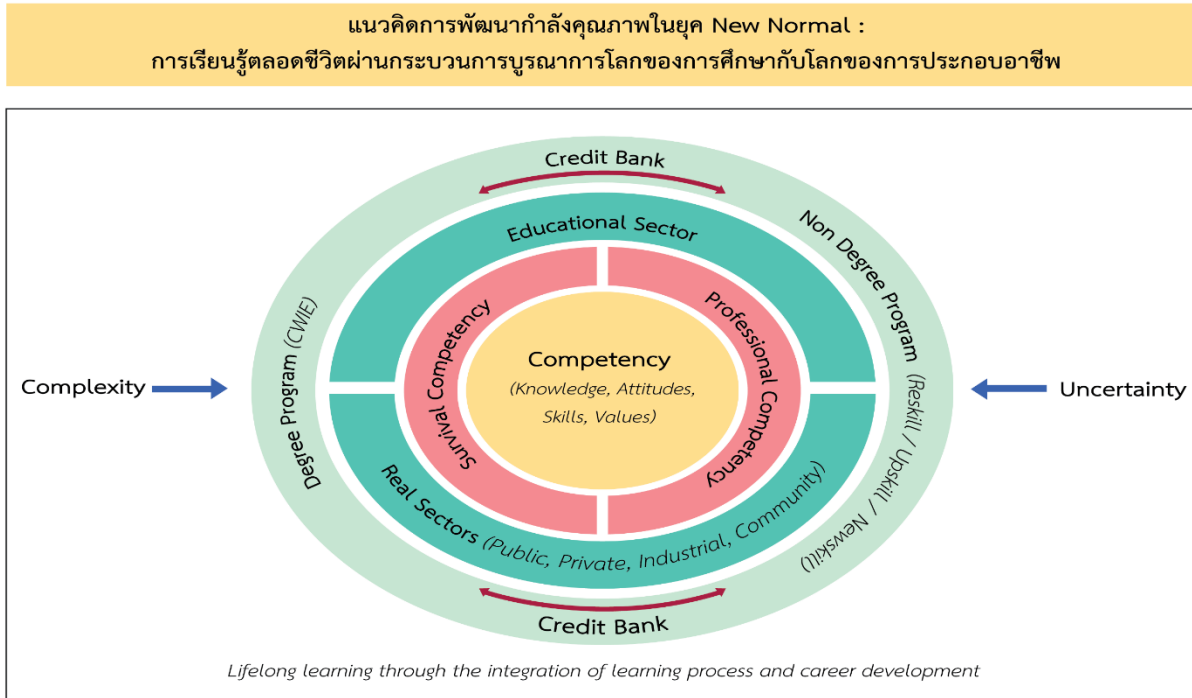 แนวคิดการพัฒนากำลังคุณภาพในยุค New Normal :
การเรียนรู้ตลอดชีวิตผ่านกระบวนการบูรณาการโลกของการศึกษากับโลกของการประกอบอาชีพ
Credit Bank
Educational Sector
Non Degree Program (Reskill / Upskill / Newskill)
Degree Program (CWIE)
Survival Competency
Professional Competency
Competency
(Knowledge, Attitudes,
Skills, Values)
Complexity
Uncertainty
Real Sectors (Public, Private, Industrial, Community)
Credit Bank
Lifelong learning through the integration of learning process and career development